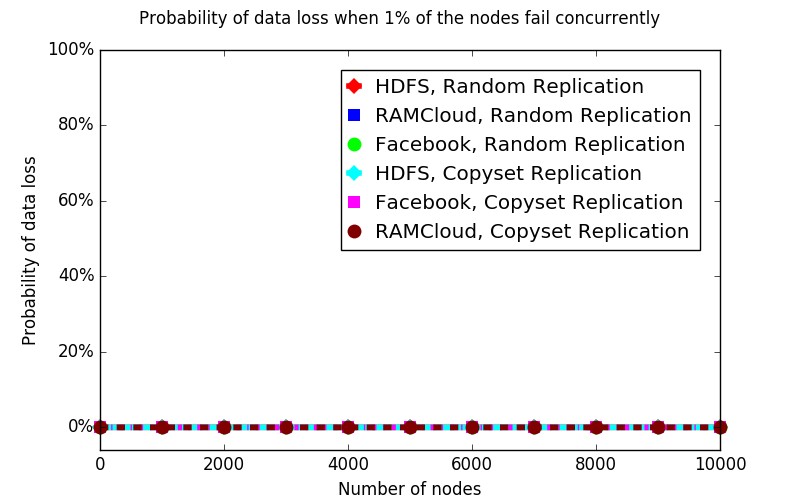 Probability of data loss when 1% of the nodes fail concurrently
100%
80%
60%
40%
20%
0%
Probability of data loss
HDFS, Random Replication
RAMCloud, Random Replication
Facebook, Random Replication
HDFS, Copyset Replication
Facebook, Copyset Replication
RAMCloud, Copyset Replication
0 2000 4000 6000 8000 10000
Number of nodes